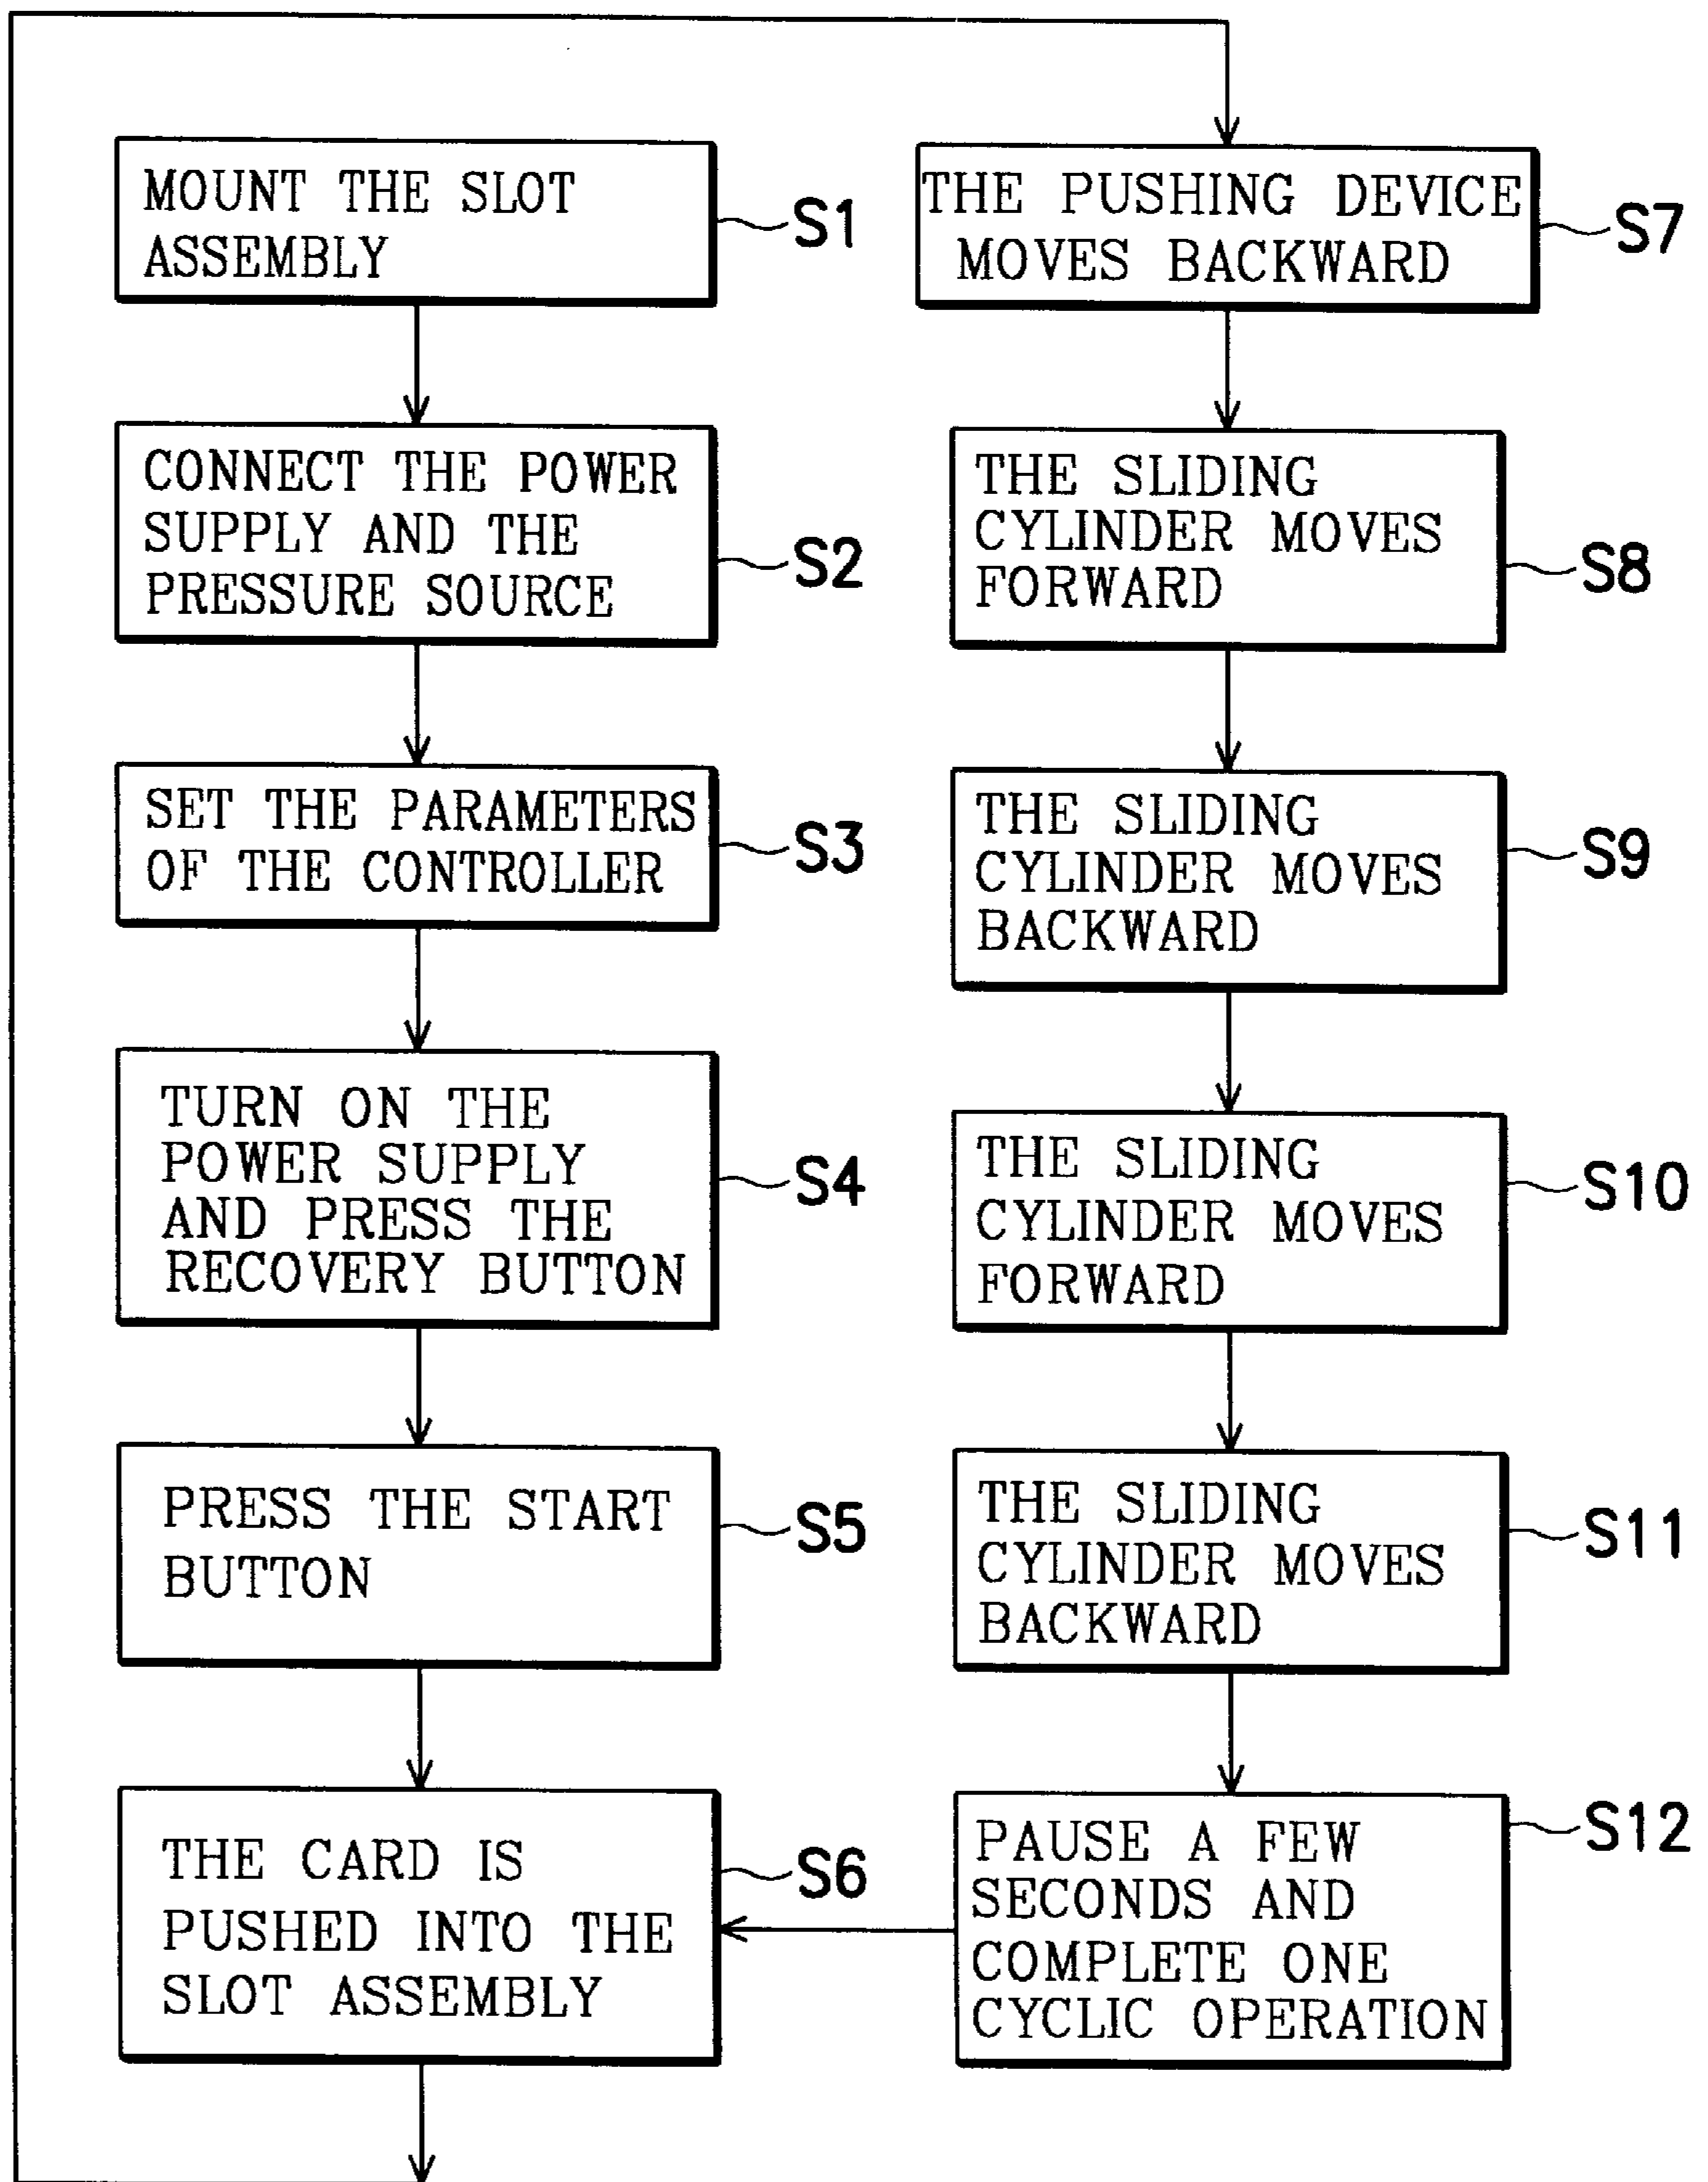 MOUNT THE SLOT
ASSEMBLY
S1
CONNECT THE POWER
SUPPLY AND THE
PRESSURE SOURCE
S2
SET THE PARAMETERS
OF THE CONTROLLER
S3
TURN ON THE
POWER SUPPLY
AND PRESS THE
RECOVERY BUTTON
S4
PRESS THE START
BUTTON
S5
THE CARD IS
PUSHED INTO THE
SLOT ASSEMBLY
S6
THE PUSHING DEVICE
MOVES BACKWARD
S7
THE SLIDING
CYLINDER MOVES
FORWARD
S8
THE SLIDING
CYLINDER MOVES
BACKWARD
S9
THE SLIDING
CYLINDER MOVES
FORWARD
S10
THE SLIDING
CYLINDER MOVES
BACKWARD
S11
PAUSE A FEW
SECONDS AND
COMPLETE ONE
CYCLIC OPERATION
S12